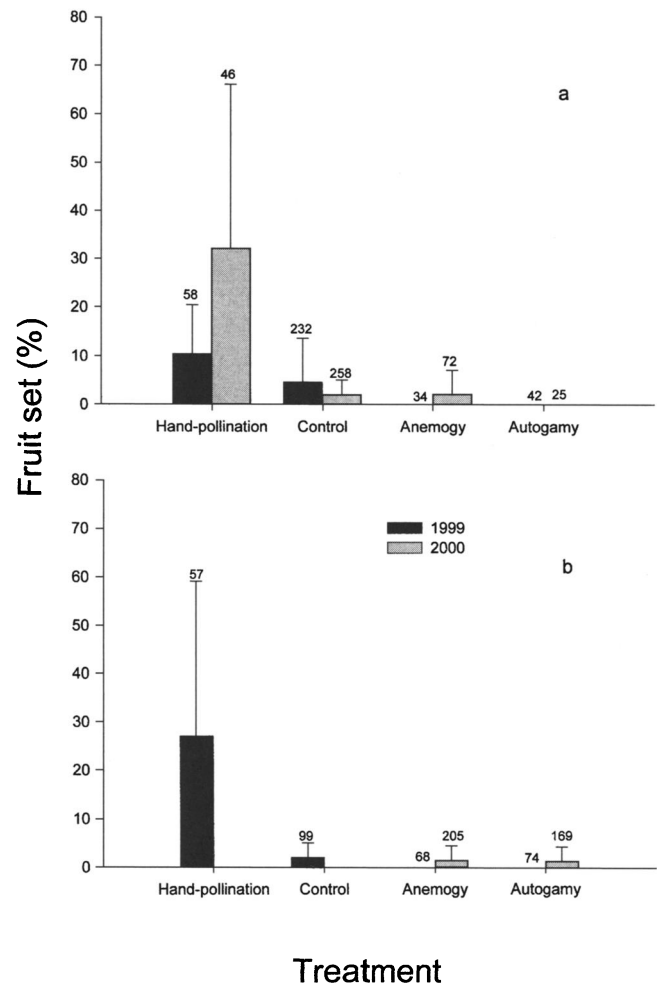 Fruit set (%)
80
70
60
50
40
30
20
10
0
a
58
46
232
258
34
72
42
25
Hand-pollination
Control
Anemogy
Autogamy
80
70
60
50
40
30
20
10
0
1999
2000
b
57
99
68
205
74
169
Hand-pollination
Control
Anemogy
Autogamy
Treatment